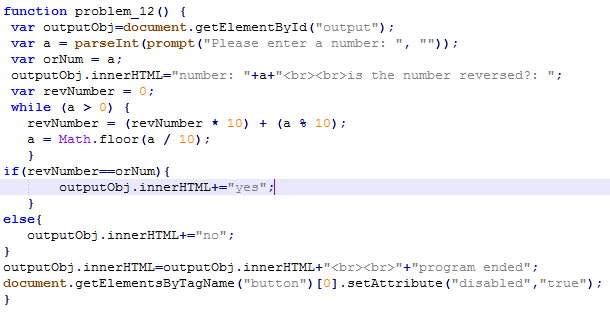 function problem_12() {
var outputObj=document.getElementById("output");
var a = parseInt(prompt("Please enter a number: ", ""));
var orNum = a;
outputObj.innerHTML="number: "+a+"<br><br>is the number reversed?: ";
var revNumber = 0;
while (a > 0) {
revNumber = (revNumber * 10) + (a % 10);
a = Math.floor(a / 10);
}
if(revNumber==orNum){
outputObj.innerHTML+="yes";
}
else{
outputObj.innerHTML+="no";
}
outputObj.innerHTML=outputObj.innerHTML+"<br><br>"+"program ended";
document.getElementsByTagName("button")[0].setAttribute("disabled","true");
}